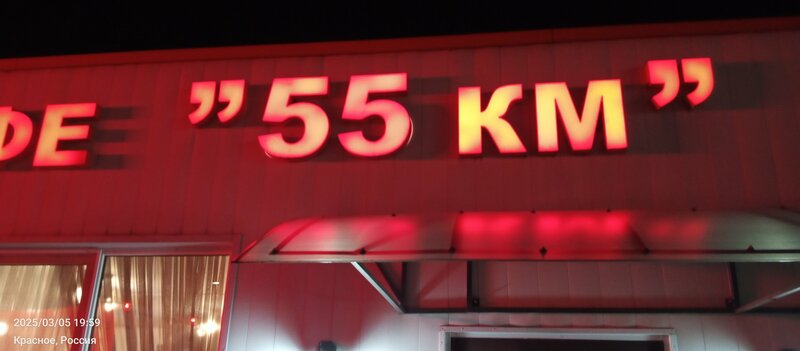 ФЕ ”55 км”
2025/03/05 19:59
Красное, Россия